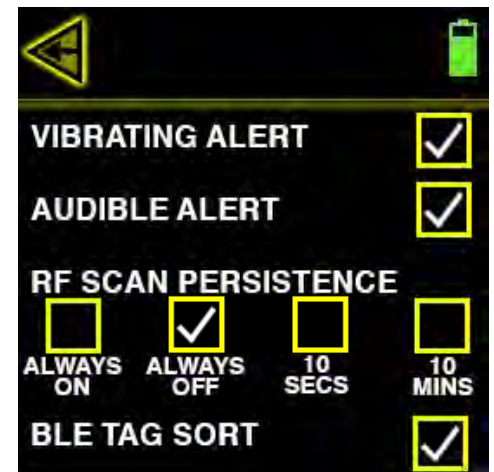 VIBRATING ALERT
AUDIBLE ALERT
RF SCAN PERSISTENCE
ALWAYS ON
ALWAYS OFF
10 SECS
10 MINS
BLE TAG SORT